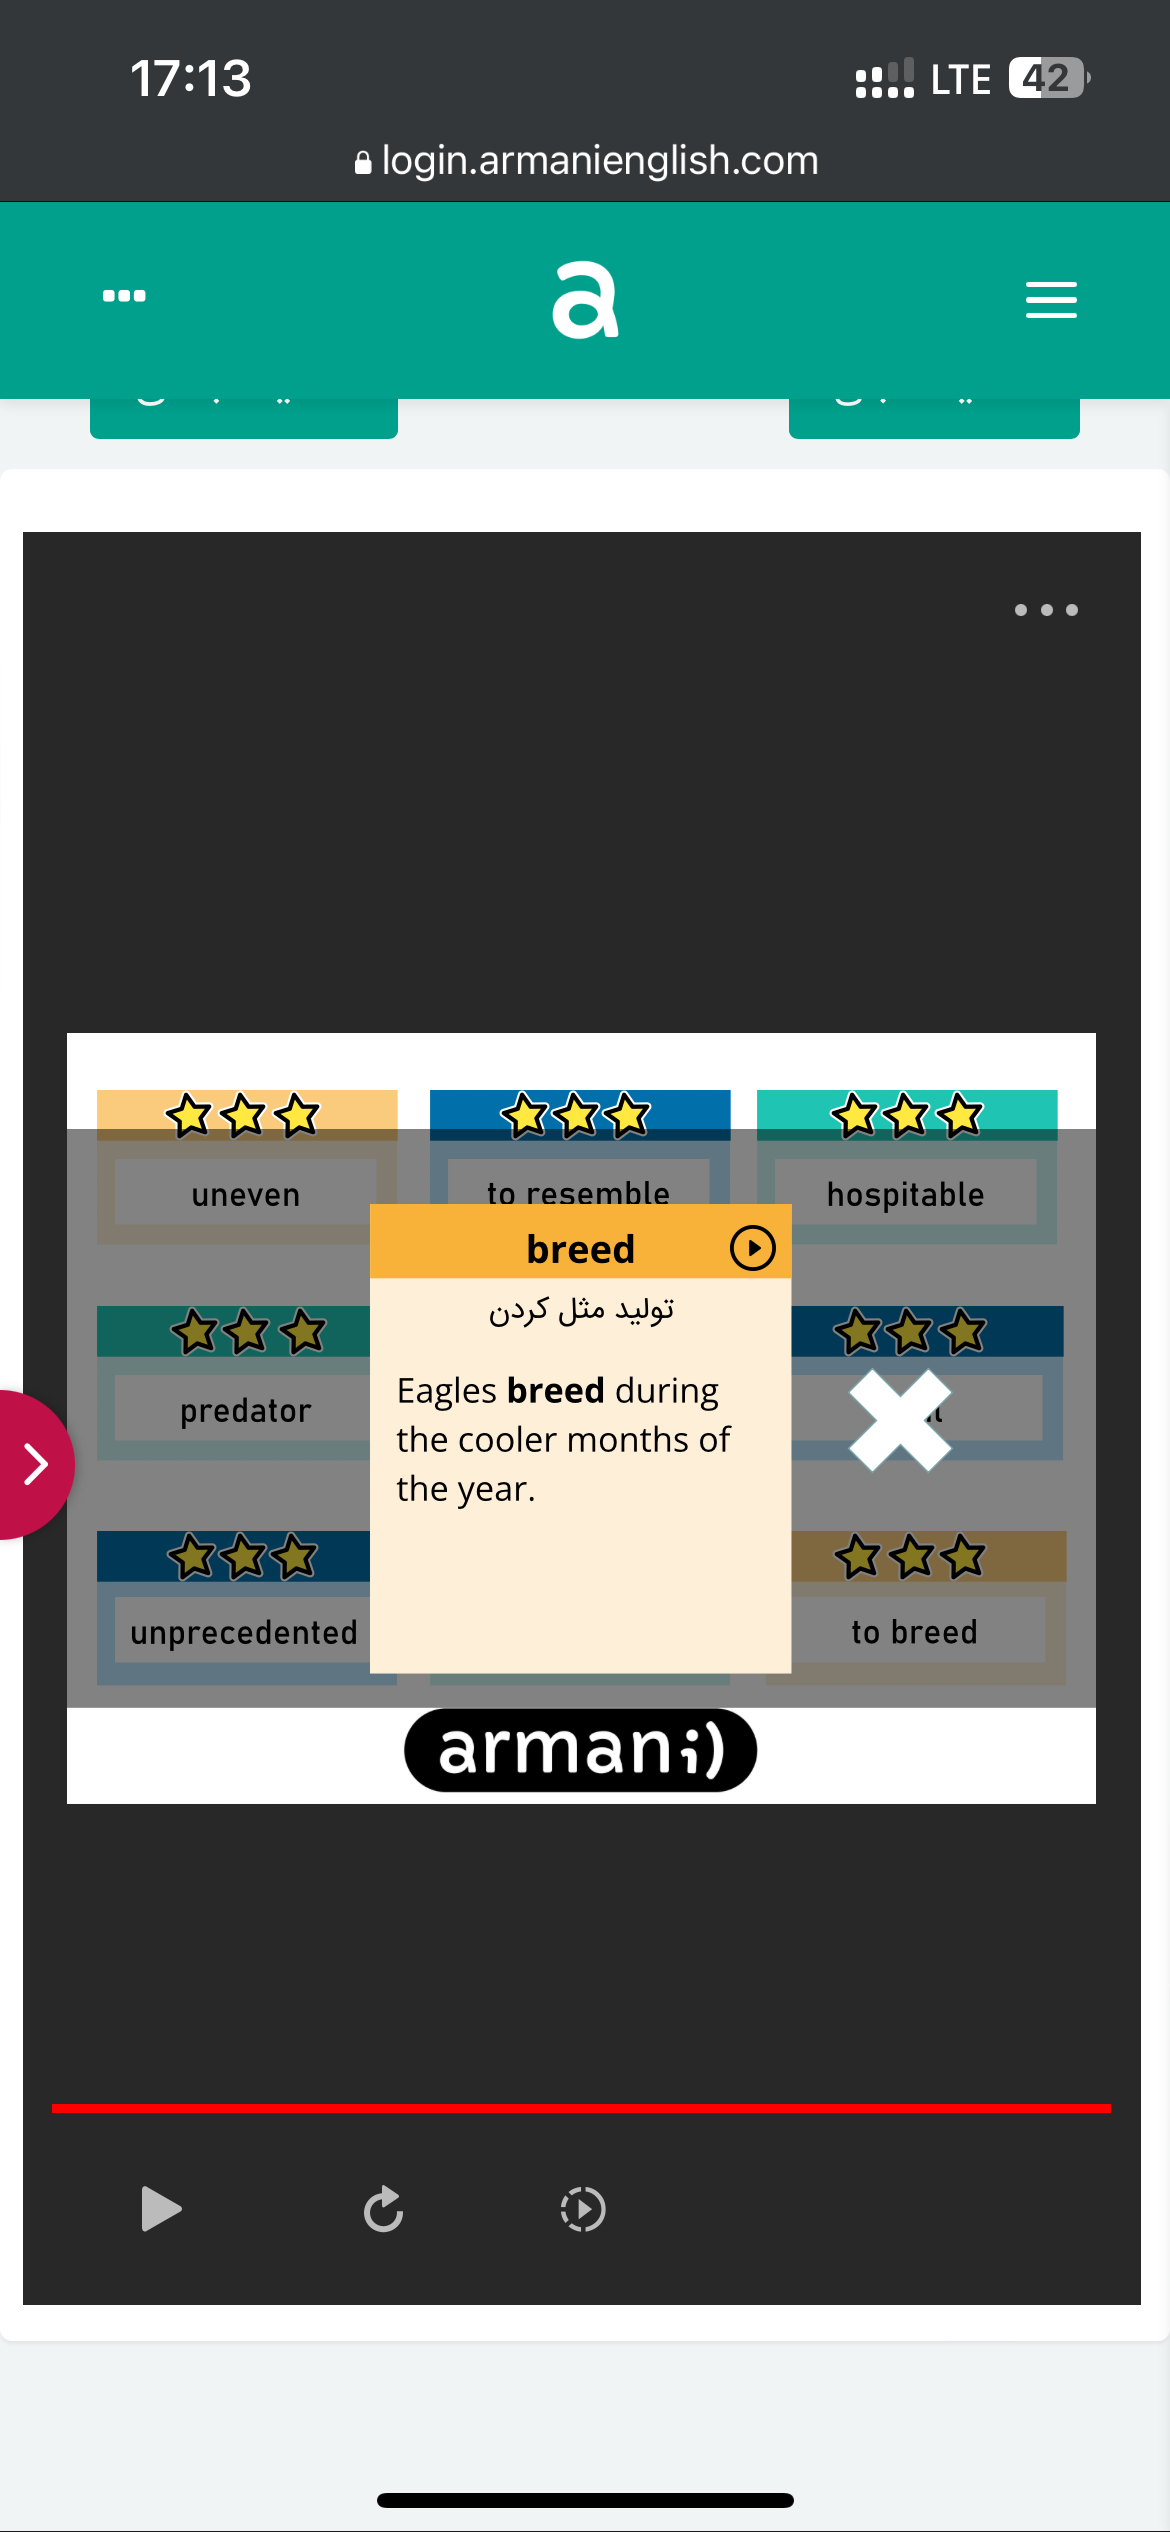 17:13
LTE 42
login.armanienglish.com
a
uneven
to resemble
hospitable
breed
تولید مثل کردن
Eagles breed during
the cooler months of
the year.
predator
unprecedented
to breed
arman;)